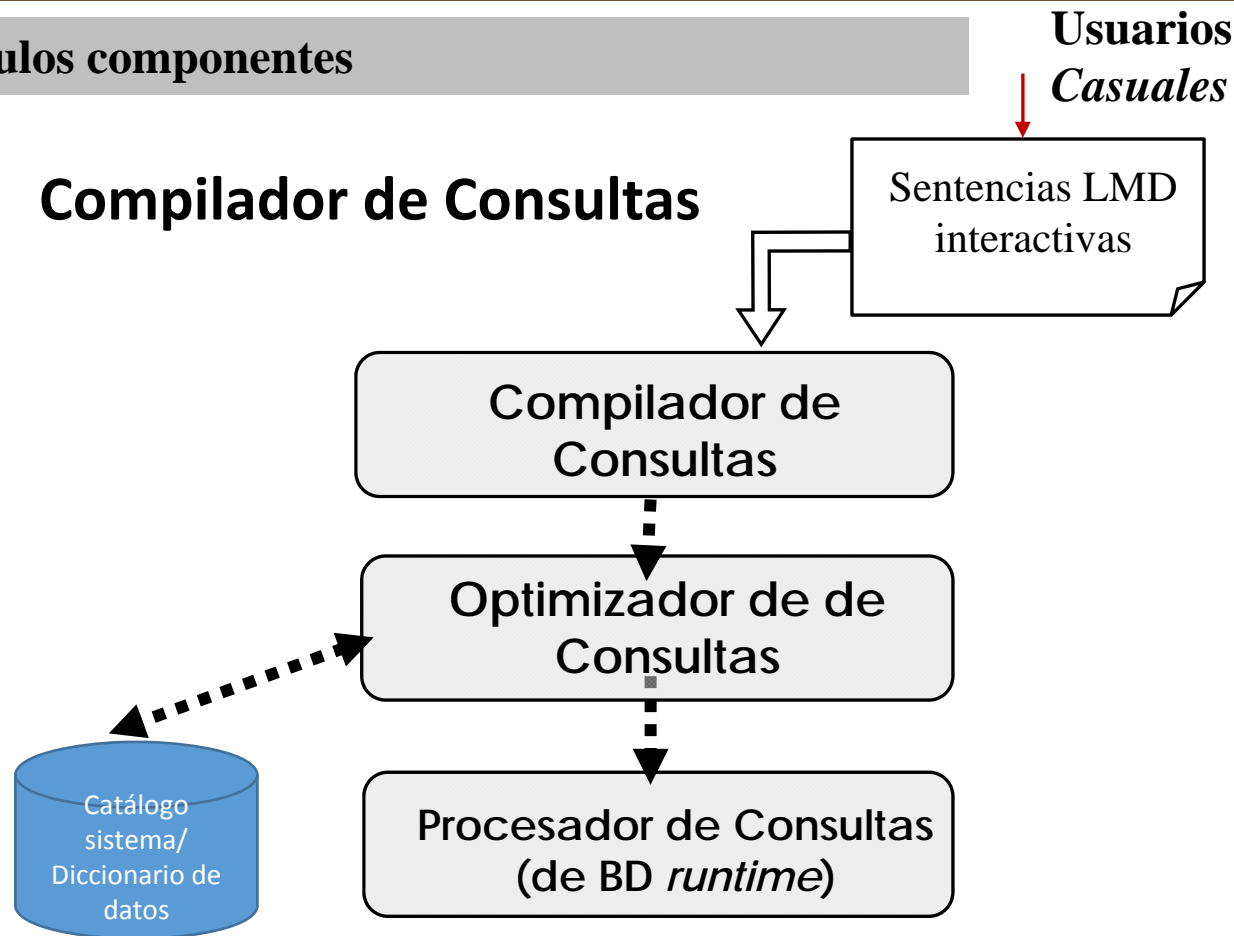 ulos componentes
Usuarios
Casuales
Compilador de Consultas
Sentencias LMD
interactivas
Compilador de
Consultas
Optimizador de de
Consultas
Catálogo
sistema/
Diccionario de
datos
Procesador de Consultas
(de BD runtime)